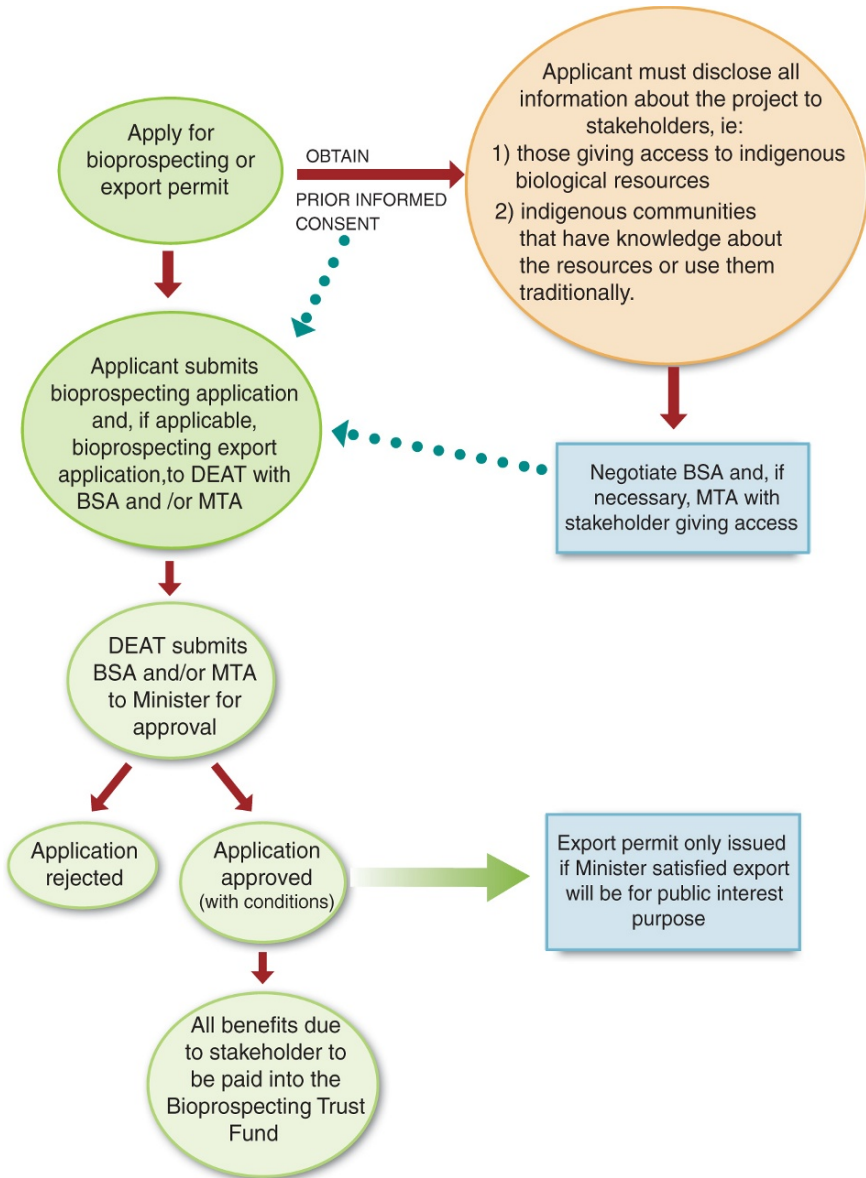 Apply for
bioprospecting or
export permit
OBTAIN
PRIOR INFORMED
CONSENT
Applicant must disclose all
information about the project to
stakeholders, ie:
1) those giving access to indigenous
biological resources
2) indigenous communities
that have knowledge about
the resources or use them
traditionally.
Applicant submits
bioprospecting application
and, if applicable,
bioprospecting export
application,to DEAT with
BSA and /or MTA
Negotiate BSA and, if
necessary, MTA with
stakeholder giving access
DEAT submits
BSA and/or MTA
to Minister for
approval
Application
rejected
Application
approved
(with conditions)
Export permit only issued
if Minister satisfied export
will be for public interest
purpose
All benefits due
to stakeholder to
be paid into the
Bioprospecting Trust
Fund